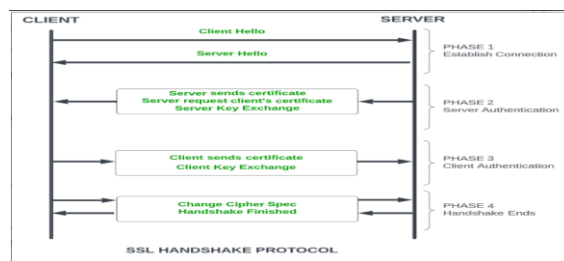 CLIENT
SERVER
Client Hello
Server Hello
PHASE 1
Establish Connection
Server sends certificate
Server request client's certificate
Server Key Exchange
PHASE 2
Server Authentication
Client sends certificate
Client Key Exchange
PHASE 3
Client Authentication
Change Cipher Spec
Handshake Finished
PHASE 4
Handshake Ends
SSL HANDSHAKE PROTOCOL